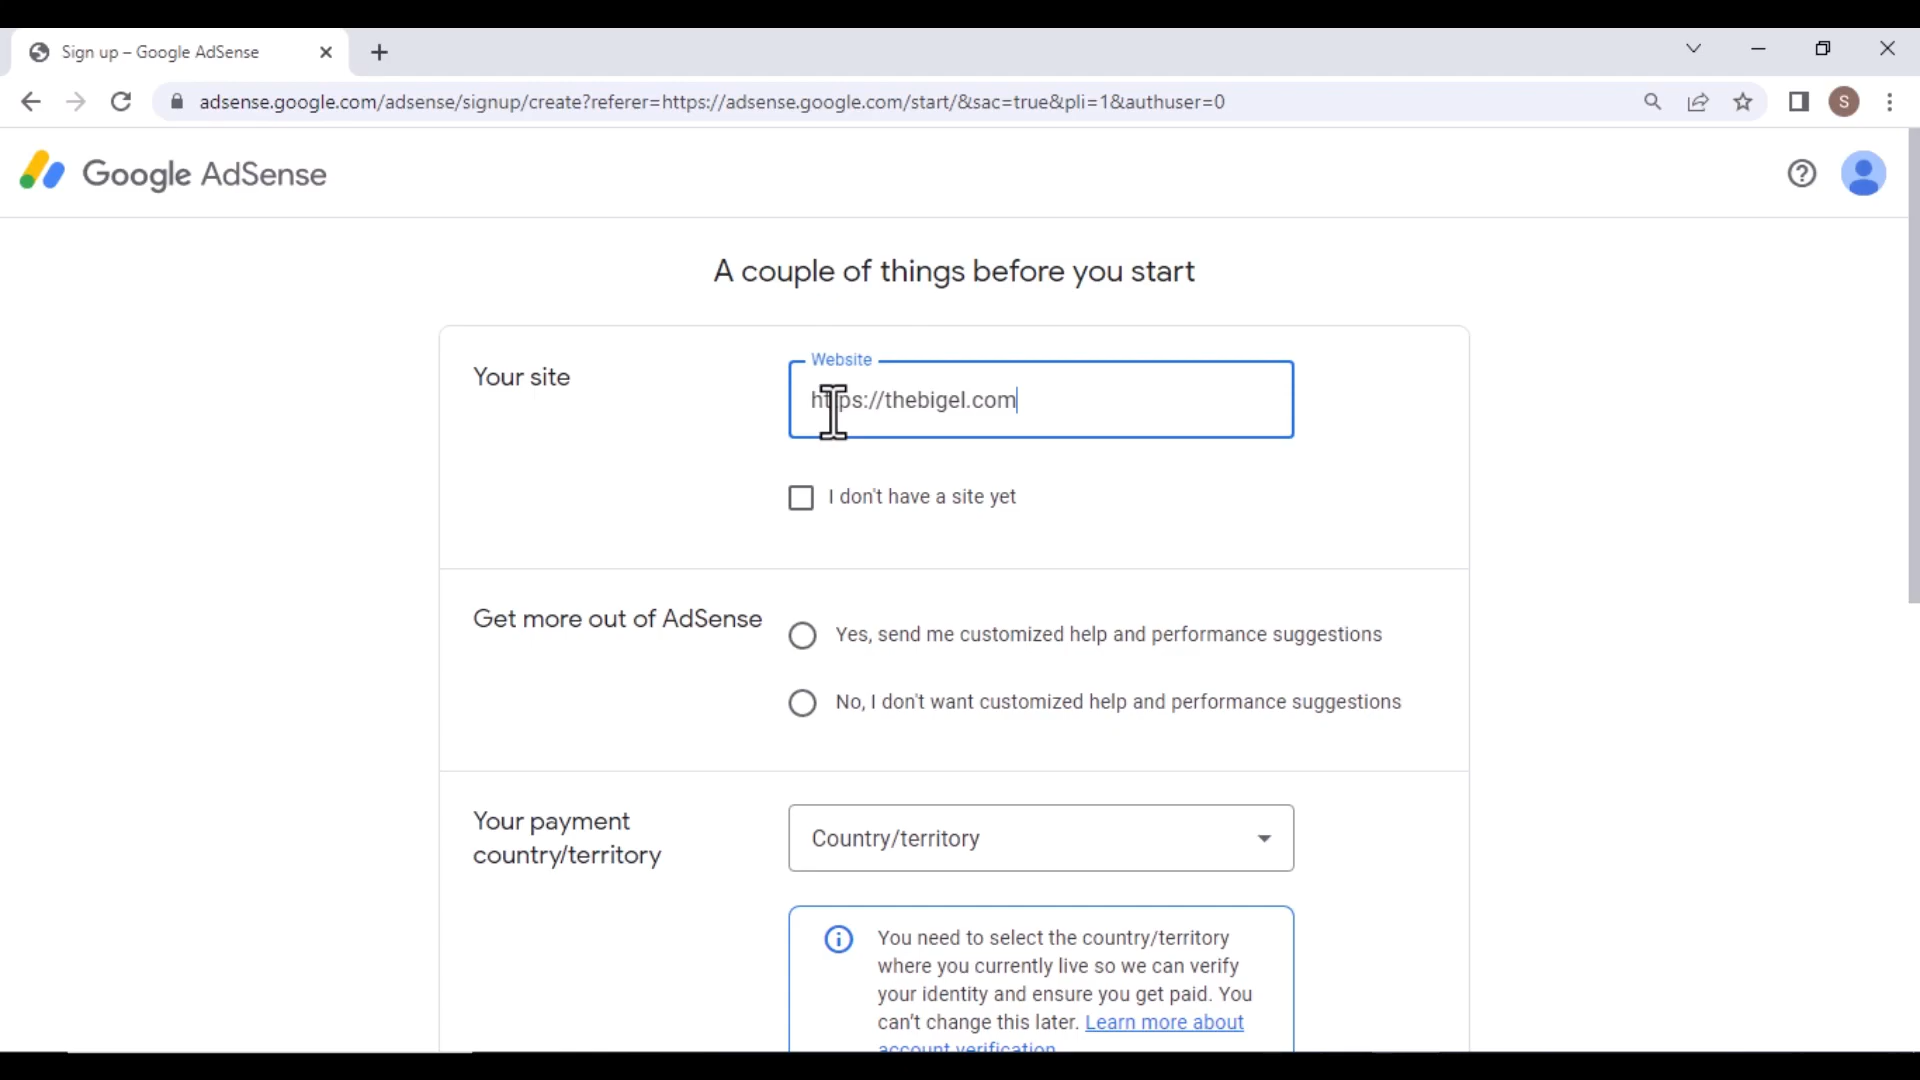 Sign up – Google AdSense
adsense.google.com/adsense/signup/create?referer=https://adsense.google.com/start/&sac=true&pli=1&authuser=0
S
Google AdSense
A couple of things before you start
Your site
Website
https://thebigel.com
I don't have a site yet
Get more out of AdSense
Yes, send me customized help and performance suggestions
No, I don't want customized help and performance suggestions
Your payment
country/territory
Country/territory
You need to select the country/territory
where you currently live so we can verify
your identity and ensure you get paid. You
can't change this later. Learn more about
account verification